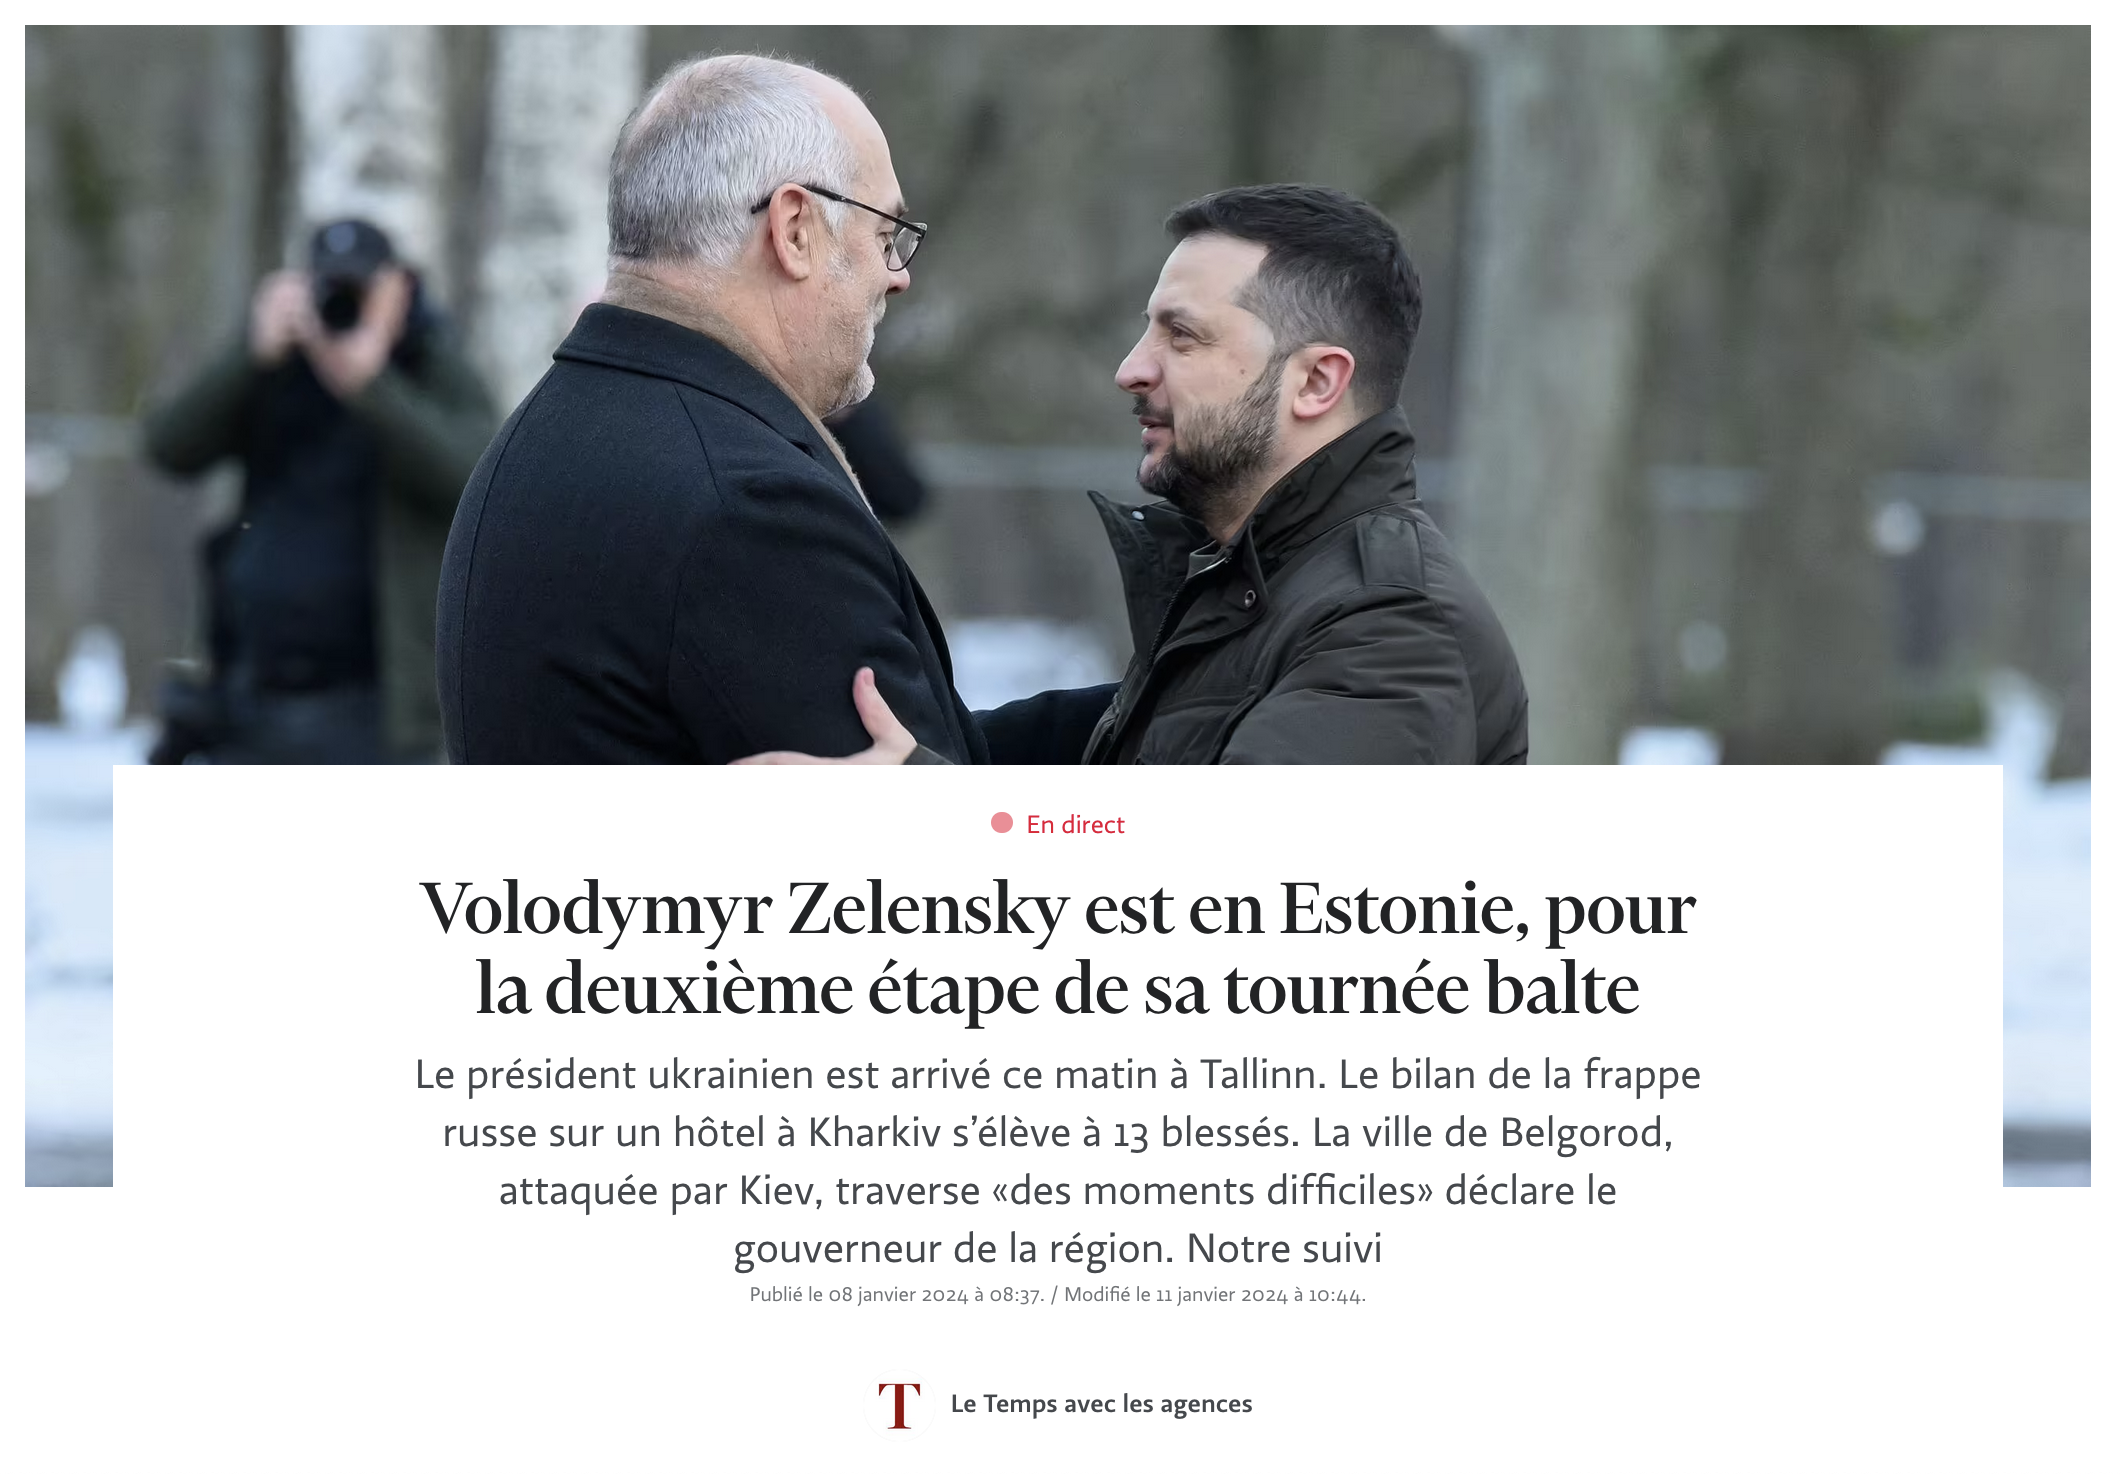 En direct
Volodymyr Zelensky est en Estonie, pour
la deuxième étape de sa tournée balte
Le président ukrainien est arrivé ce matin à Tallinn. Le bilan de la frappe
russe sur un hôtel à Kharkiv s’élève à 13 blessés. La ville de Belgorod,
attaquée par Kiev, traverse «des moments difficiles» déclare le
gouverneur de la région. Notre suivi
Publié le 08 janvier 2024 à 08:37. / Modifié le 11 janvier 2024 à 10:44.
T Le Temps avec les agences